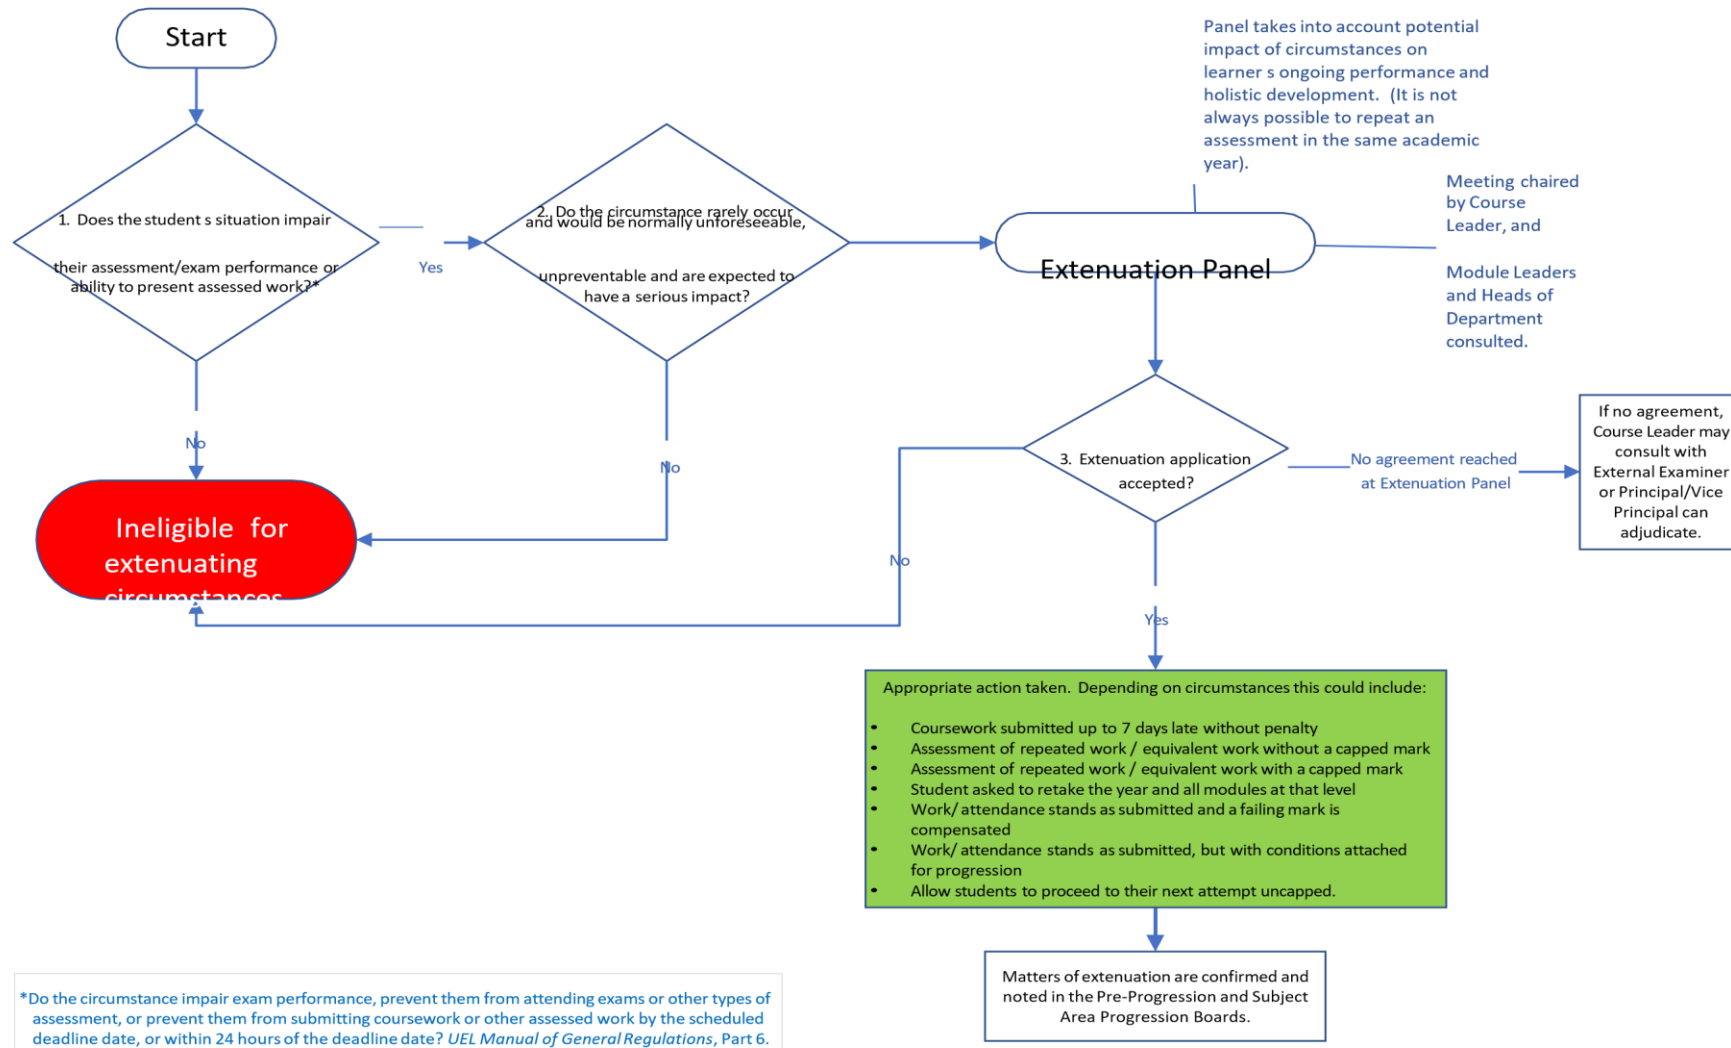 Start
Panel takes into account potential
impact of circumstances on
learner s ongoing performance and
holistic development. (It is not
always possible to repeat an
assessment in the same academic
year).
1. Does the student s situation impair
their assessment/exam performance or
ability to present assessed work?*
Yes
2. Do the circumstance rarely occur
and would be normally unforeseeable,
unpreventable and are expected to
have a serious impact?
Extenuation Panel
Meeting chaired
by Course
Leader, and
Module Leaders
and Heads of
Department
consulted.
No
No
Ineligible for
extenuating
circumstances
3. Extenuation application
accepted?
No agreement reached
at Extenuation Panel
If no agreement,
Course Leader may
consult with
External Examiner
or Principal/Vice
Principal can
adjudicate.
No
Yes
Appropriate action taken. Depending on circumstances this could include:
• Coursework submitted up to 7 days late without penalty
• Assessment of repeated work / equivalent work without a capped mark
• Assessment of repeated work / equivalent work with a capped mark
• Student asked to retake the year and all modules at that level
• Work/ attendance stands as submitted and a failing mark is
compensated
• Work/ attendance stands as submitted, but with conditions attached
for progression
• Allow students to proceed to their next attempt uncapped.
Matters of extenuation are confirmed and
noted in the Pre-Progression and Subject
Area Progression Boards.
*Do the circumstance impair exam performance, prevent them from attending exams or other types of
assessment, or prevent them from submitting coursework or other assessed work by the scheduled
deadline date, or within 24 hours of the deadline date? UEL Manual of General Regulations, Part 6.